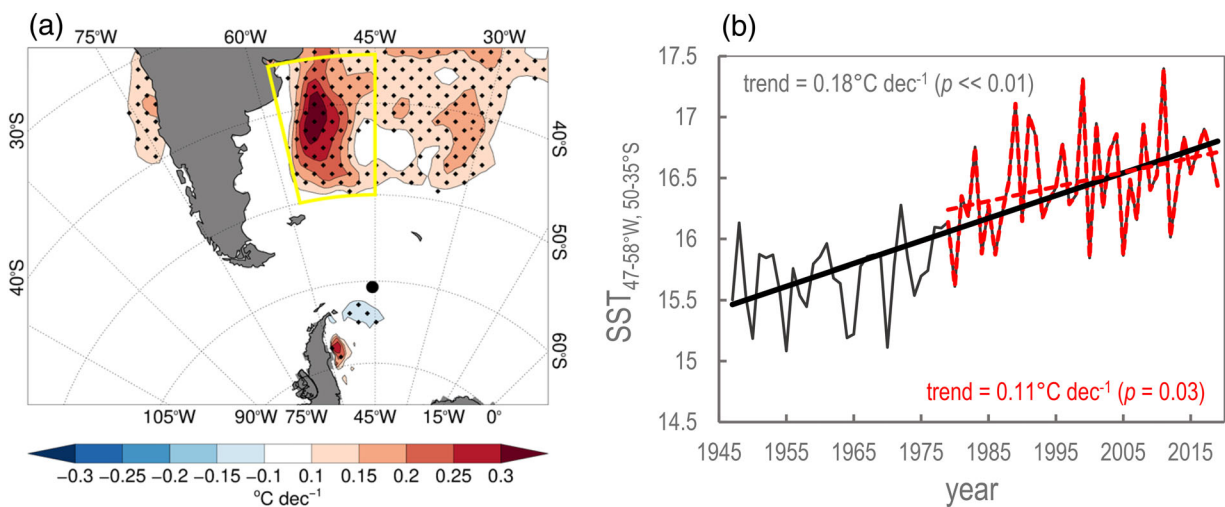 (a)
75°W
60°W
45°W
30°W
30°S
40°S
40°S
50°S
60°S
105°W
90°W
75°W
45°W
15°W
0°
−0.3
−0.25
−0.2
−0.15
−0.1
0.1
0.15
0.2
0.25
0.3
ºC dec⁻¹
(b)
17.5
17
16.5
16
15.5
15
14.5
SST47-58°W, 50-35°S
trend = 0.18°C dec⁻¹ (p << 0.01)
trend = 0.11°C dec⁻¹ (p = 0.03)
1945
1955
1965
1975
1985
1995
2005
2015
year